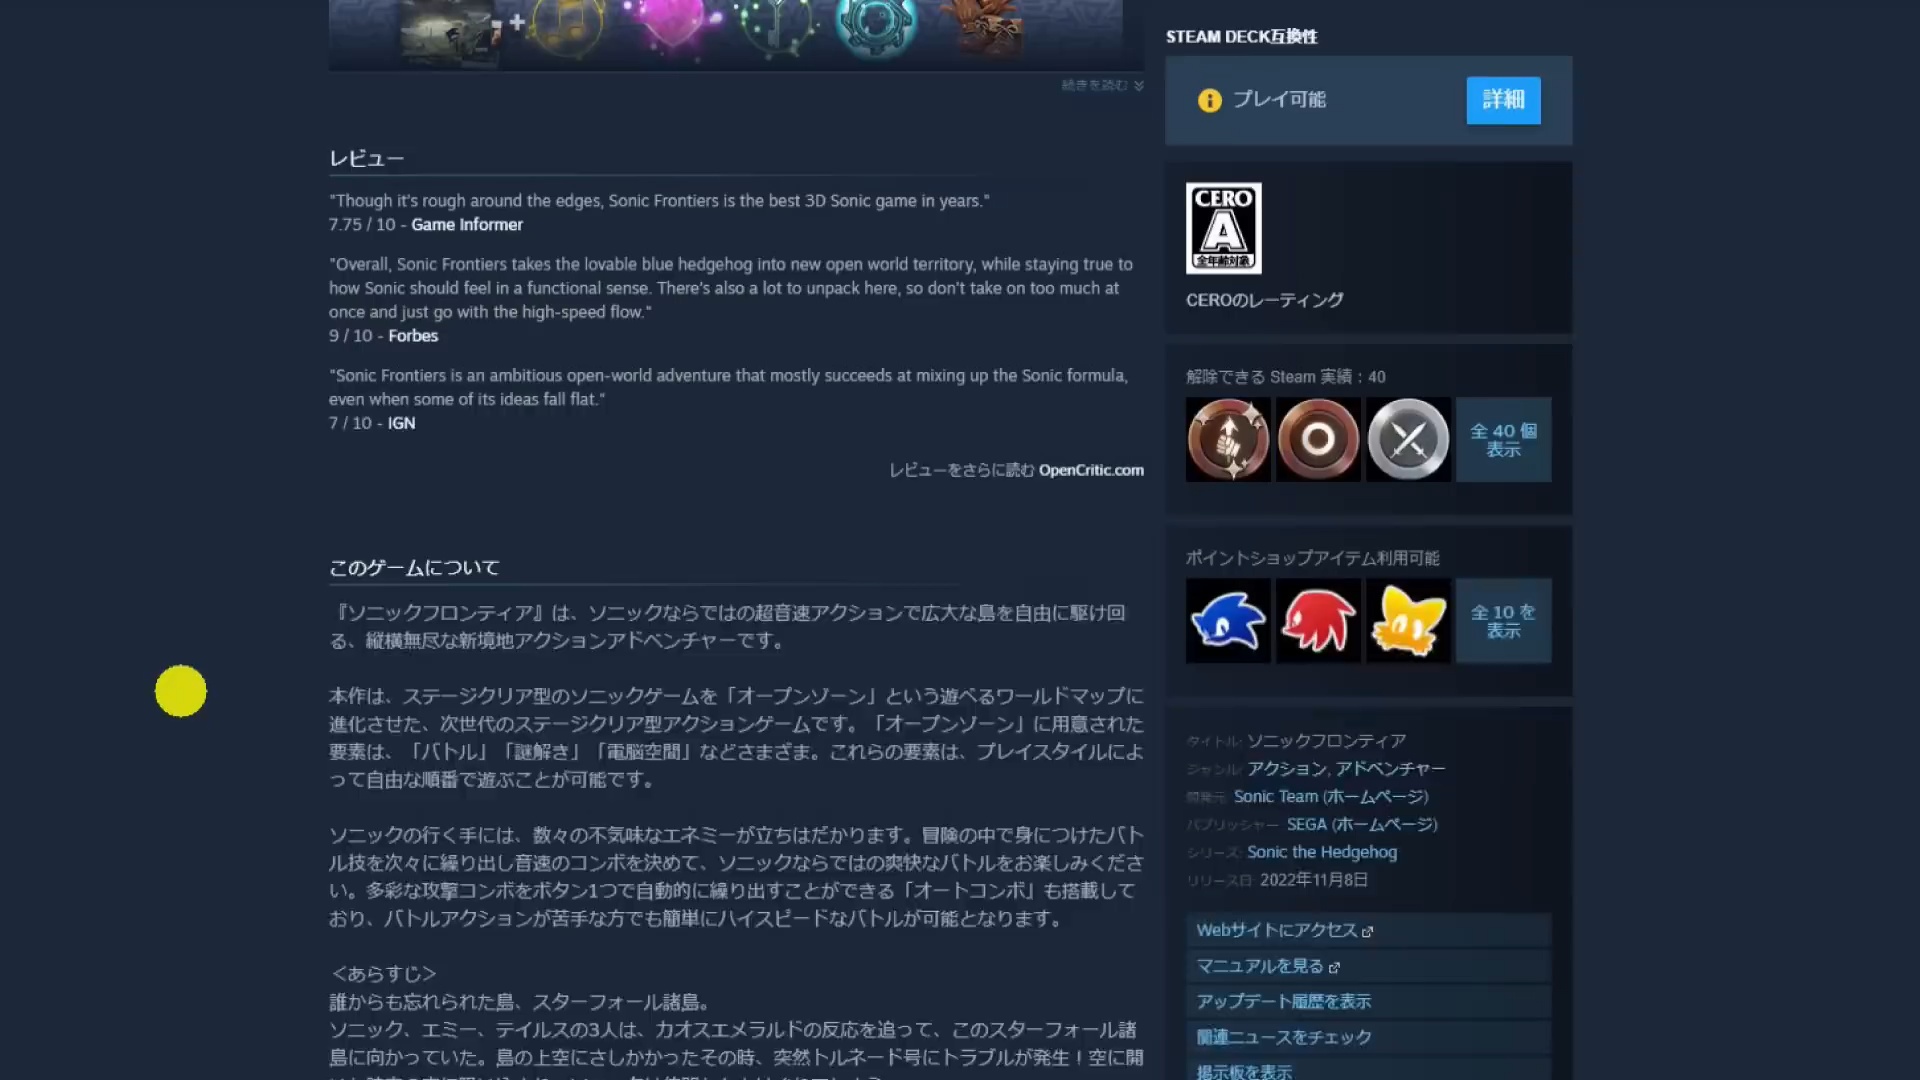 続きを読む
レビュー
"Though it's rough around the edges, Sonic Frontiers is the best 3D Sonic game in years."
7.75 / 10 - Game Informer
"Overall, Sonic Frontiers takes the lovable blue hedgehog into new open world territory, while staying true to
how Sonic should feel in a functional sense. There's also a lot to unpack here, so don't take on too much at
once and just go with the high-speed flow."
9 / 10 - Forbes
"Sonic Frontiers is an ambitious open-world adventure that mostly succeeds at mixing up the Sonic formula,
even when some of its ideas fall flat."
7 / 10 - IGN
レビューをさらに読む OpenCritic.com
このゲームについて
『ソニックフロンティア』は、ソニックならではの超音速アクションで広大な島を自由に駆け回
る、縦横無尽な新境地アクションアドベンチャーです。
本作は、ステージクリア型のソニックゲームを「オープンゾーン」という遊べるワールドマップに
進化させた、次世代のステージクリア型アクションゲームです。「オープンゾーン」に用意された
要素は、「バトル」「謎解き」「電脳空間」などさまざま。これらの要素は、プレイスタイルによ
って自由な順番で遊ぶことが可能です。
ソニックの行く手には、数々の不気味なエネミーが立ちはだかります。冒険の中で身につけたバト
ル技を次々に繰り出し音速のコンボを決めて、ソニックならではの爽快なバトルをお楽しみくださ
い。多彩な攻撃コンボをボタン1つで自動的に繰り出すことができる「オートコンボ」も搭載して
おり、バトルアクションが苦手な方でも簡単にハイスピードなバトルが可能となります。
＜あらすじ＞
誰からも忘れられた島、スターフォール諸島。
ソニック、エミー、テイルスの3人は、カオスエメラルドの反応を追って、このスターフォール諸
島に向かっていた。島の上空にさしかかったその時、突然トルネード号にトラブルが発生！空に開
STEAM DECK互換性
プレイ可能
詳細
CERO
A
全年齢対象
CEROのレーティング
解除できる Steam 実績：40
全 40 個
表示
ポイントショップアイテム利用可能
全 10 を
表示
タイトル: ソニックフロンティア
ジャンル: アクション, アドベンチャー
開発元: Sonic Team (ホームページ)
パブリッシャー: SEGA (ホームページ)
シリーズ: Sonic the Hedgehog
リリース日: 2022年11月8日
Webサイトにアクセス
マニュアルを見る
アップデート履歴を表示
関連ニュースをチェック
掲示板を表示